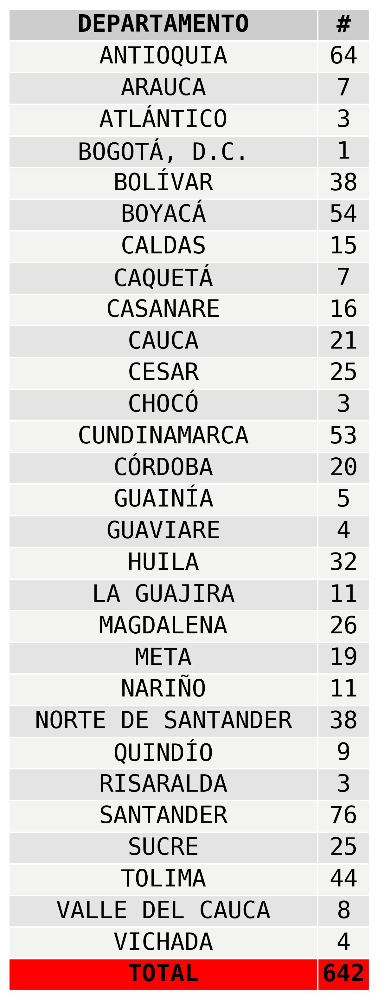 DEPARTAMENTO #
ANTIOQUIA 64
ARAUCA 7
ATLÁNTICO 3
BOGOTÁ, D.C. 1
BOLÍVAR 38
BOYACÁ 54
CALDAS 15
CAQUETÁ 7
CASANARE 16
CAUCA 21
CESAR 25
CHOCÓ 3
CUNDINAMARCA 53
CÓRDOBA 20
GUAINÍA 5
GUAVIARE 4
HUILA 32
LA GUAJIRA 11
MAGDALENA 26
META 19
NARIÑO 11
NORTE DE SANTANDER 38
QUINDÍO 9
RISARALDA 3
SANTANDER 76
SUCRE 25
TOLIMA 44
VALLE DEL CAUCA 8
VICHADA 4
TOTAL 642